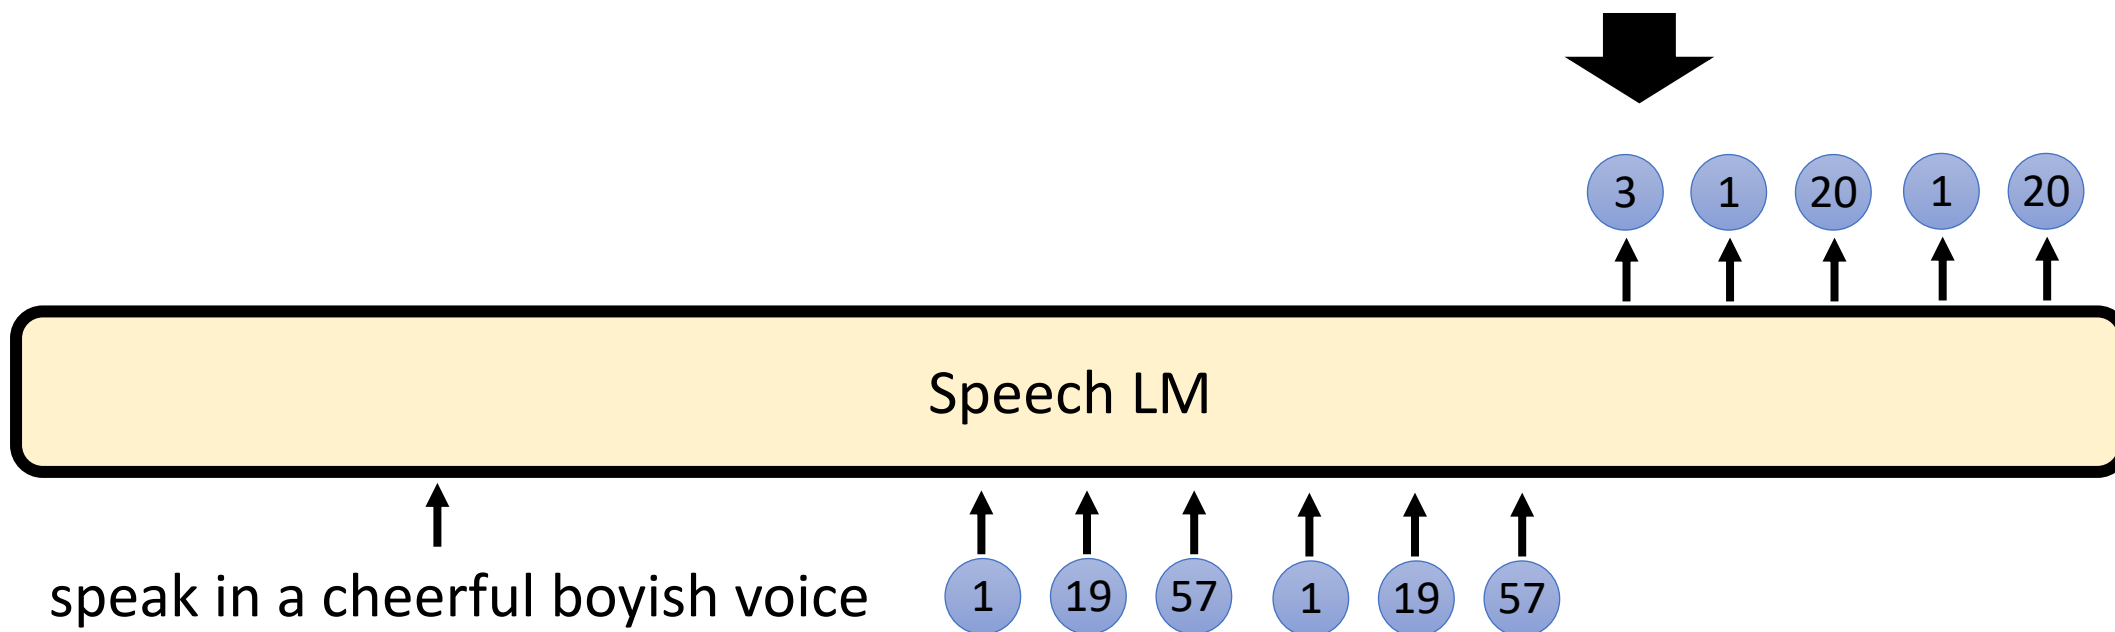 3 1 20 1 20
Speech LM
speak in a cheerful boyish voice 1 19 57 1 19 57